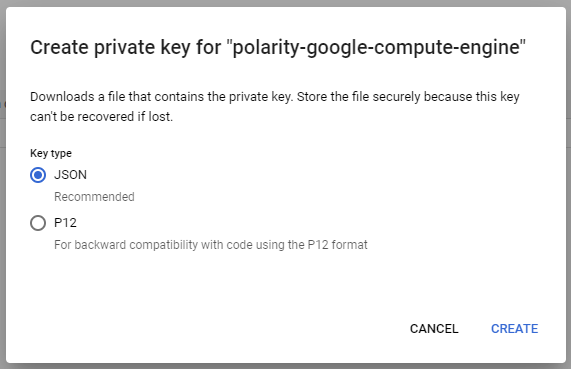 Create private key for "polarity-google-compute-engine"
Downloads a file that contains the private key. Store the file securely because this key
can't be recovered if lost.
Key type
JSON
Recommended
P12
For backward compatibility with code using the P12 format
CANCEL CREATE